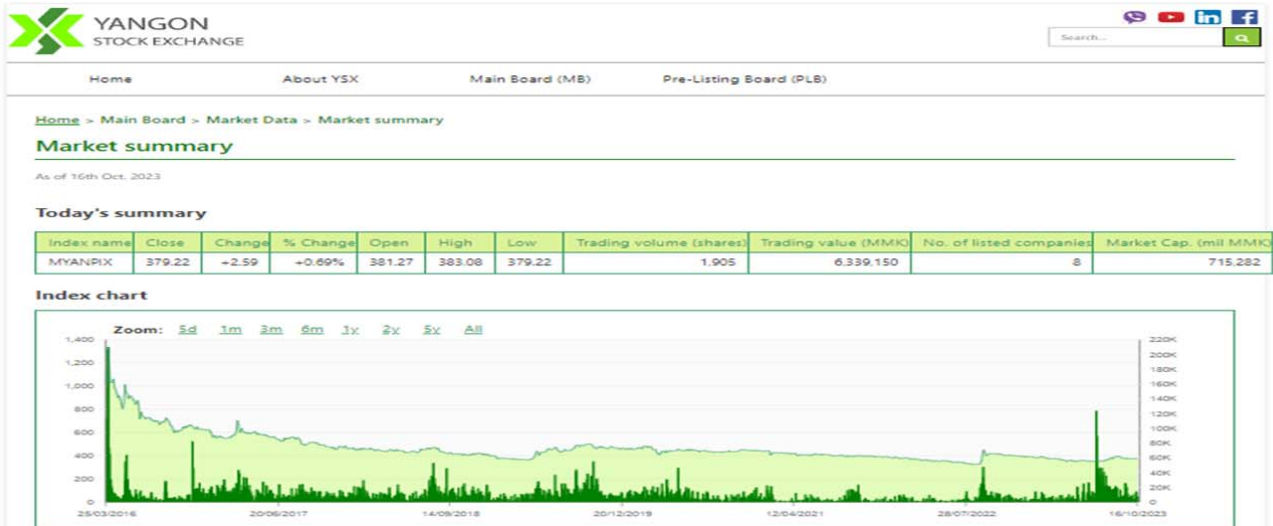 YANGON
STOCK EXCHANGE
Search...
Home About YSX Main Board (MB) Pre-Listing Board (PLB)
Home > Main Board > Market Data > Market summary
Market summary
As of 16th Oct. 2023
Today's summary
Index name Close Change % Change Open High Low Trading volume (shares) Trading value (MMK) No. of listed companies Market Cap. (mil MMK)
MYANPIX 379.22 +2.59 +0.69% 381.27 383.08 379.22 1,905 6,339,150 8 715,282
Index chart
Zoom: 5d 1m 3m 6m 1y 2y 5y All
1,400 220K
200K
1,200 180K
1,000 160K
140K
800 120K
600 100K
80K
400 60K
40K
200 20K
0 0
25/03/2016 20/06/2017 14/09/2018 20/12/2019 12/04/2021 28/07/2022 16/10/2023